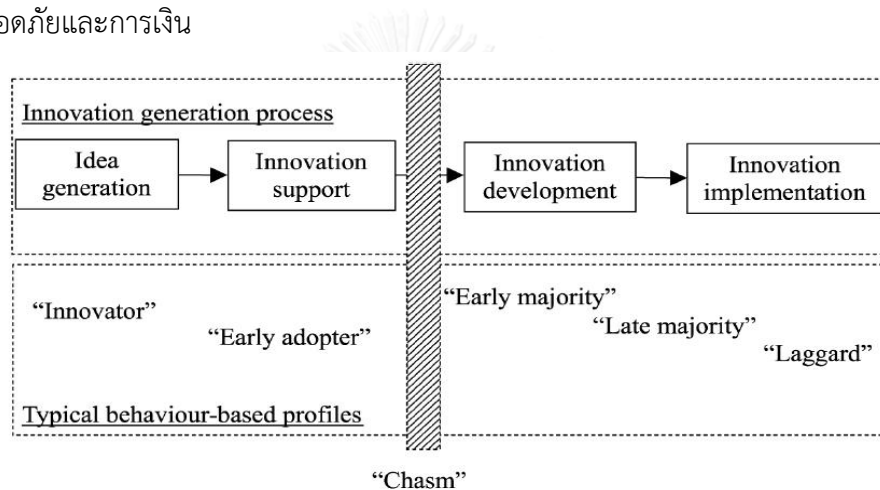 อดภัยและการเงิน
Innovation generation process
Idea
generation
Innovation
support
Innovation
development
Innovation
implementation
“Innovator”
“Early adopter”
“Early majority”
“Late majority”
“Laggard”
Typical behaviour-based profiles
“Chasm”